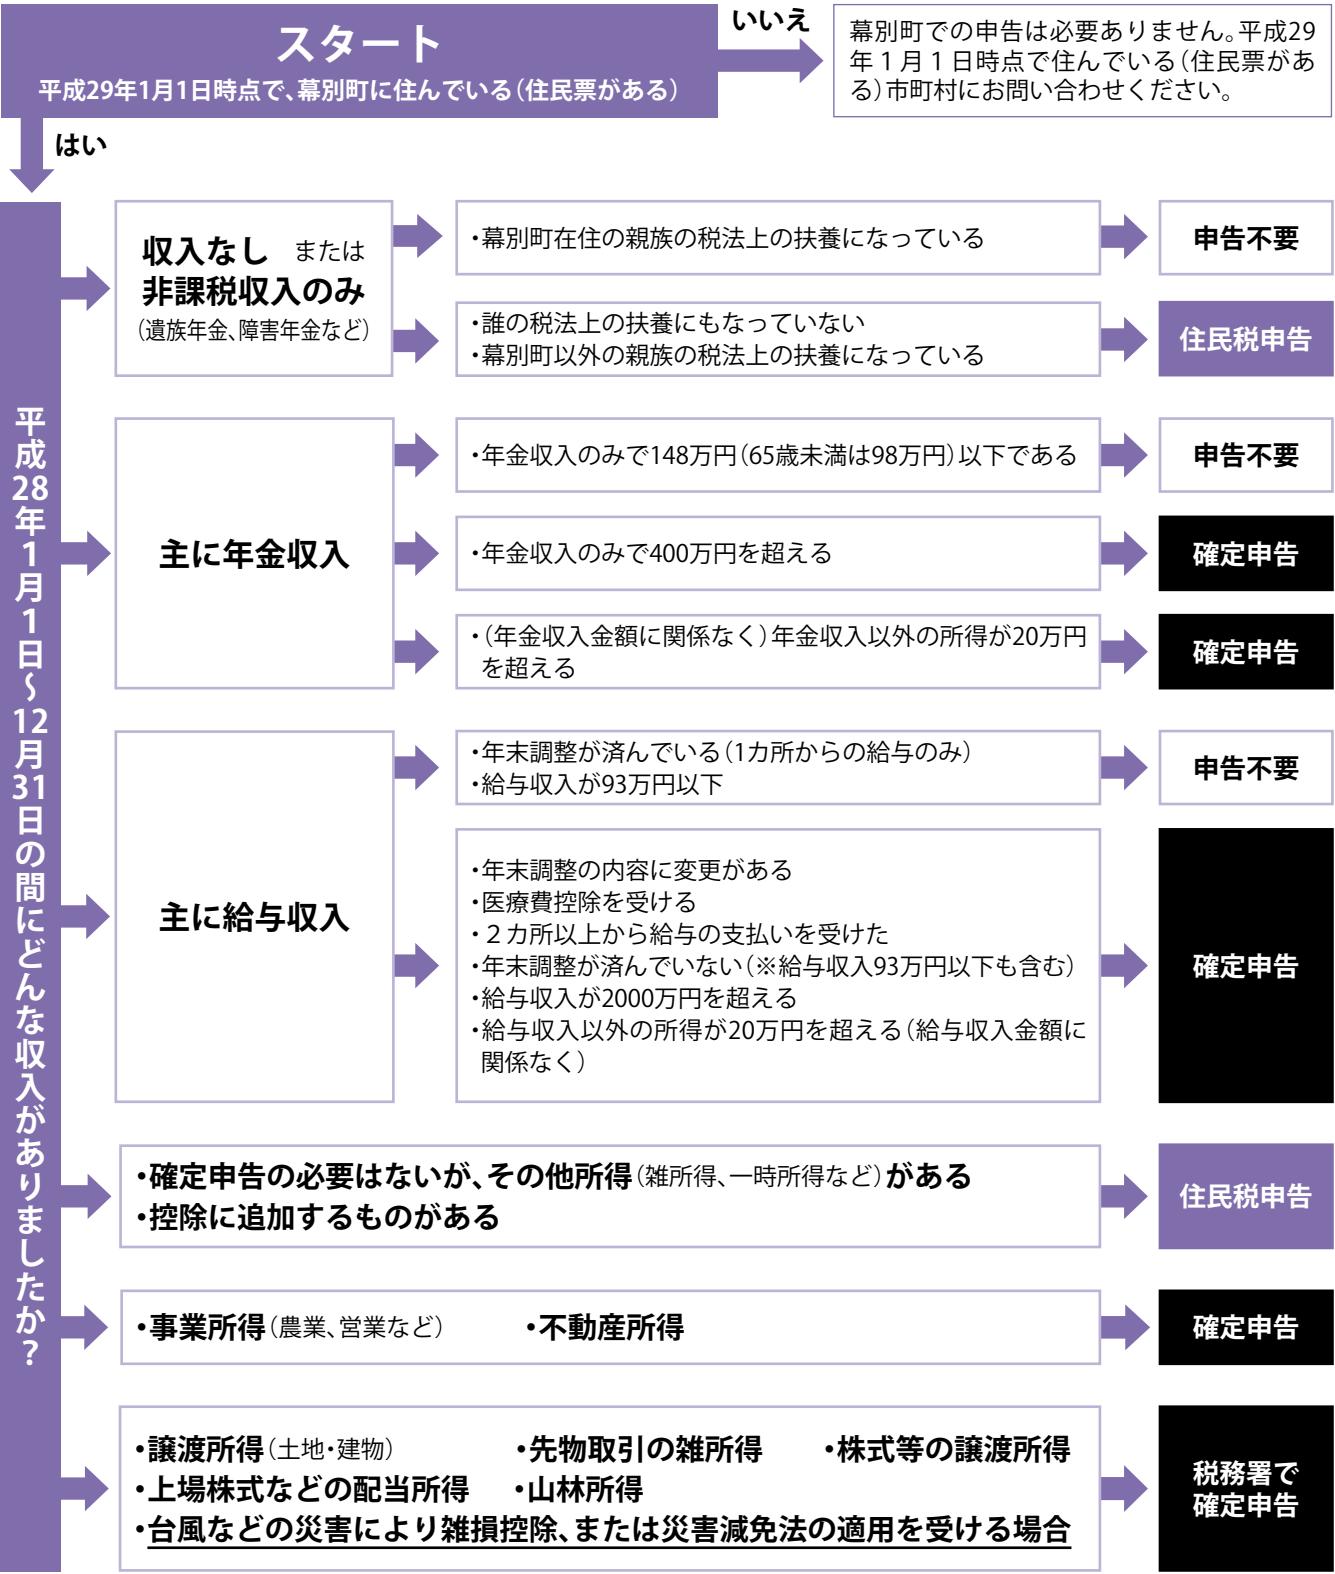 スタート
平成29年1月1日時点で、幕別町に住んでいる（住民票がある）
いいえ
幕別町での申告は必要ありません。平成29
年１月１日時点で住んでいる（住民票があ
る）市町村にお問い合わせください。
はい
平成28年1月1日～12月31日の間にどんな収入がありましたか？
収入なし　または
非課税収入のみ
（遺族年金、障害年金など）
・幕別町在住の親族の税法上の扶養になっている
申告不要
・誰の税法上の扶養にもなっていない
・幕別町以外の親族の税法上の扶養になっている
住民税申告
主に年金収入
・年金収入のみで148万円（65歳未満は98万円）以下である
申告不要
・年金収入のみで400万円を超える
確定申告
・（年金収入金額に関係なく）年金収入以外の所得が20万円
を超える
確定申告
主に給与収入
・年末調整が済んでいる（1カ所からの給与のみ）
・給与収入が93万円以下
申告不要
・年末調整の内容に変更がある
・医療費控除を受ける
・２カ所以上から給与の支払いを受けた
・年末調整が済んでいない（※給与収入93万円以下も含む）
・給与収入が2000万円を超える
・給与収入以外の所得が20万円を超える（給与収入金額に
関係なく）
確定申告
・確定申告の必要はないが、その他所得（雑所得、一時所得など）がある
・控除に追加するものがある
住民税申告
・事業所得（農業、営業など）　・不動産所得
確定申告
・譲渡所得（土地・建物）　・先物取引の雑所得　・株式等の譲渡所得
・上場株式などの配当所得　・山林所得
・台風などの災害により雑損控除、または災害減免法の適用を受ける場合
税務署で
確定申告